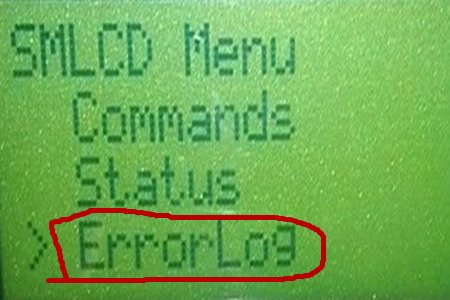 SMLCD Menu
Commands
Status
> ErrorLog